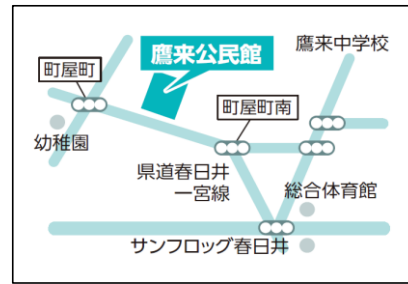 鷹来中学校
鷹来公民館
町屋町
町屋町南
幼稚園
県道春日井
一宮線
総合体育館
サンフロッグ春日井